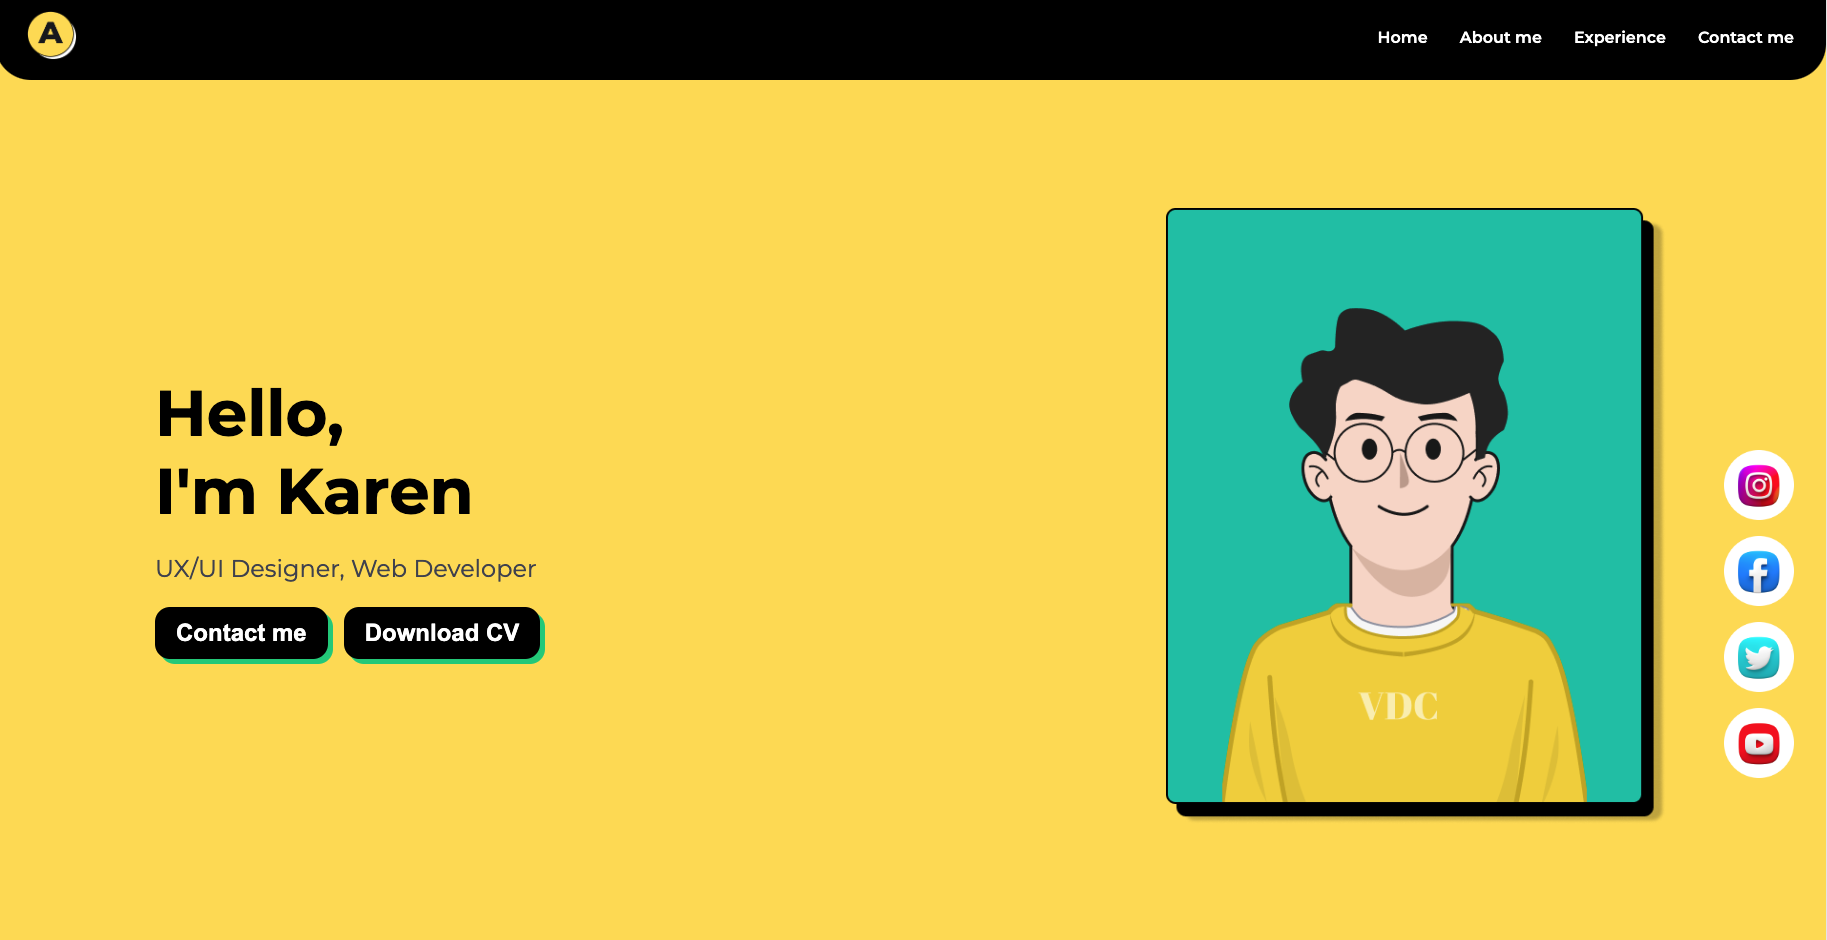 A
Home About me Experience Contact me
Hello,
I'm Karen
UX/UI Designer, Web Developer
Contact me Download CV
VDC